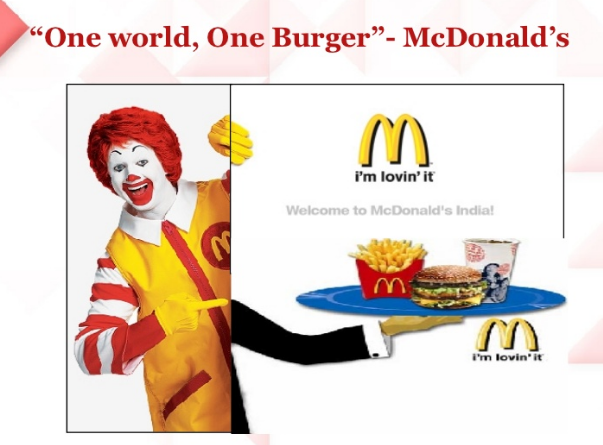 “One world, One Burger”- McDonald’s
i'm lovin' it
Welcome to McDonald's India!
i'm lovin' it